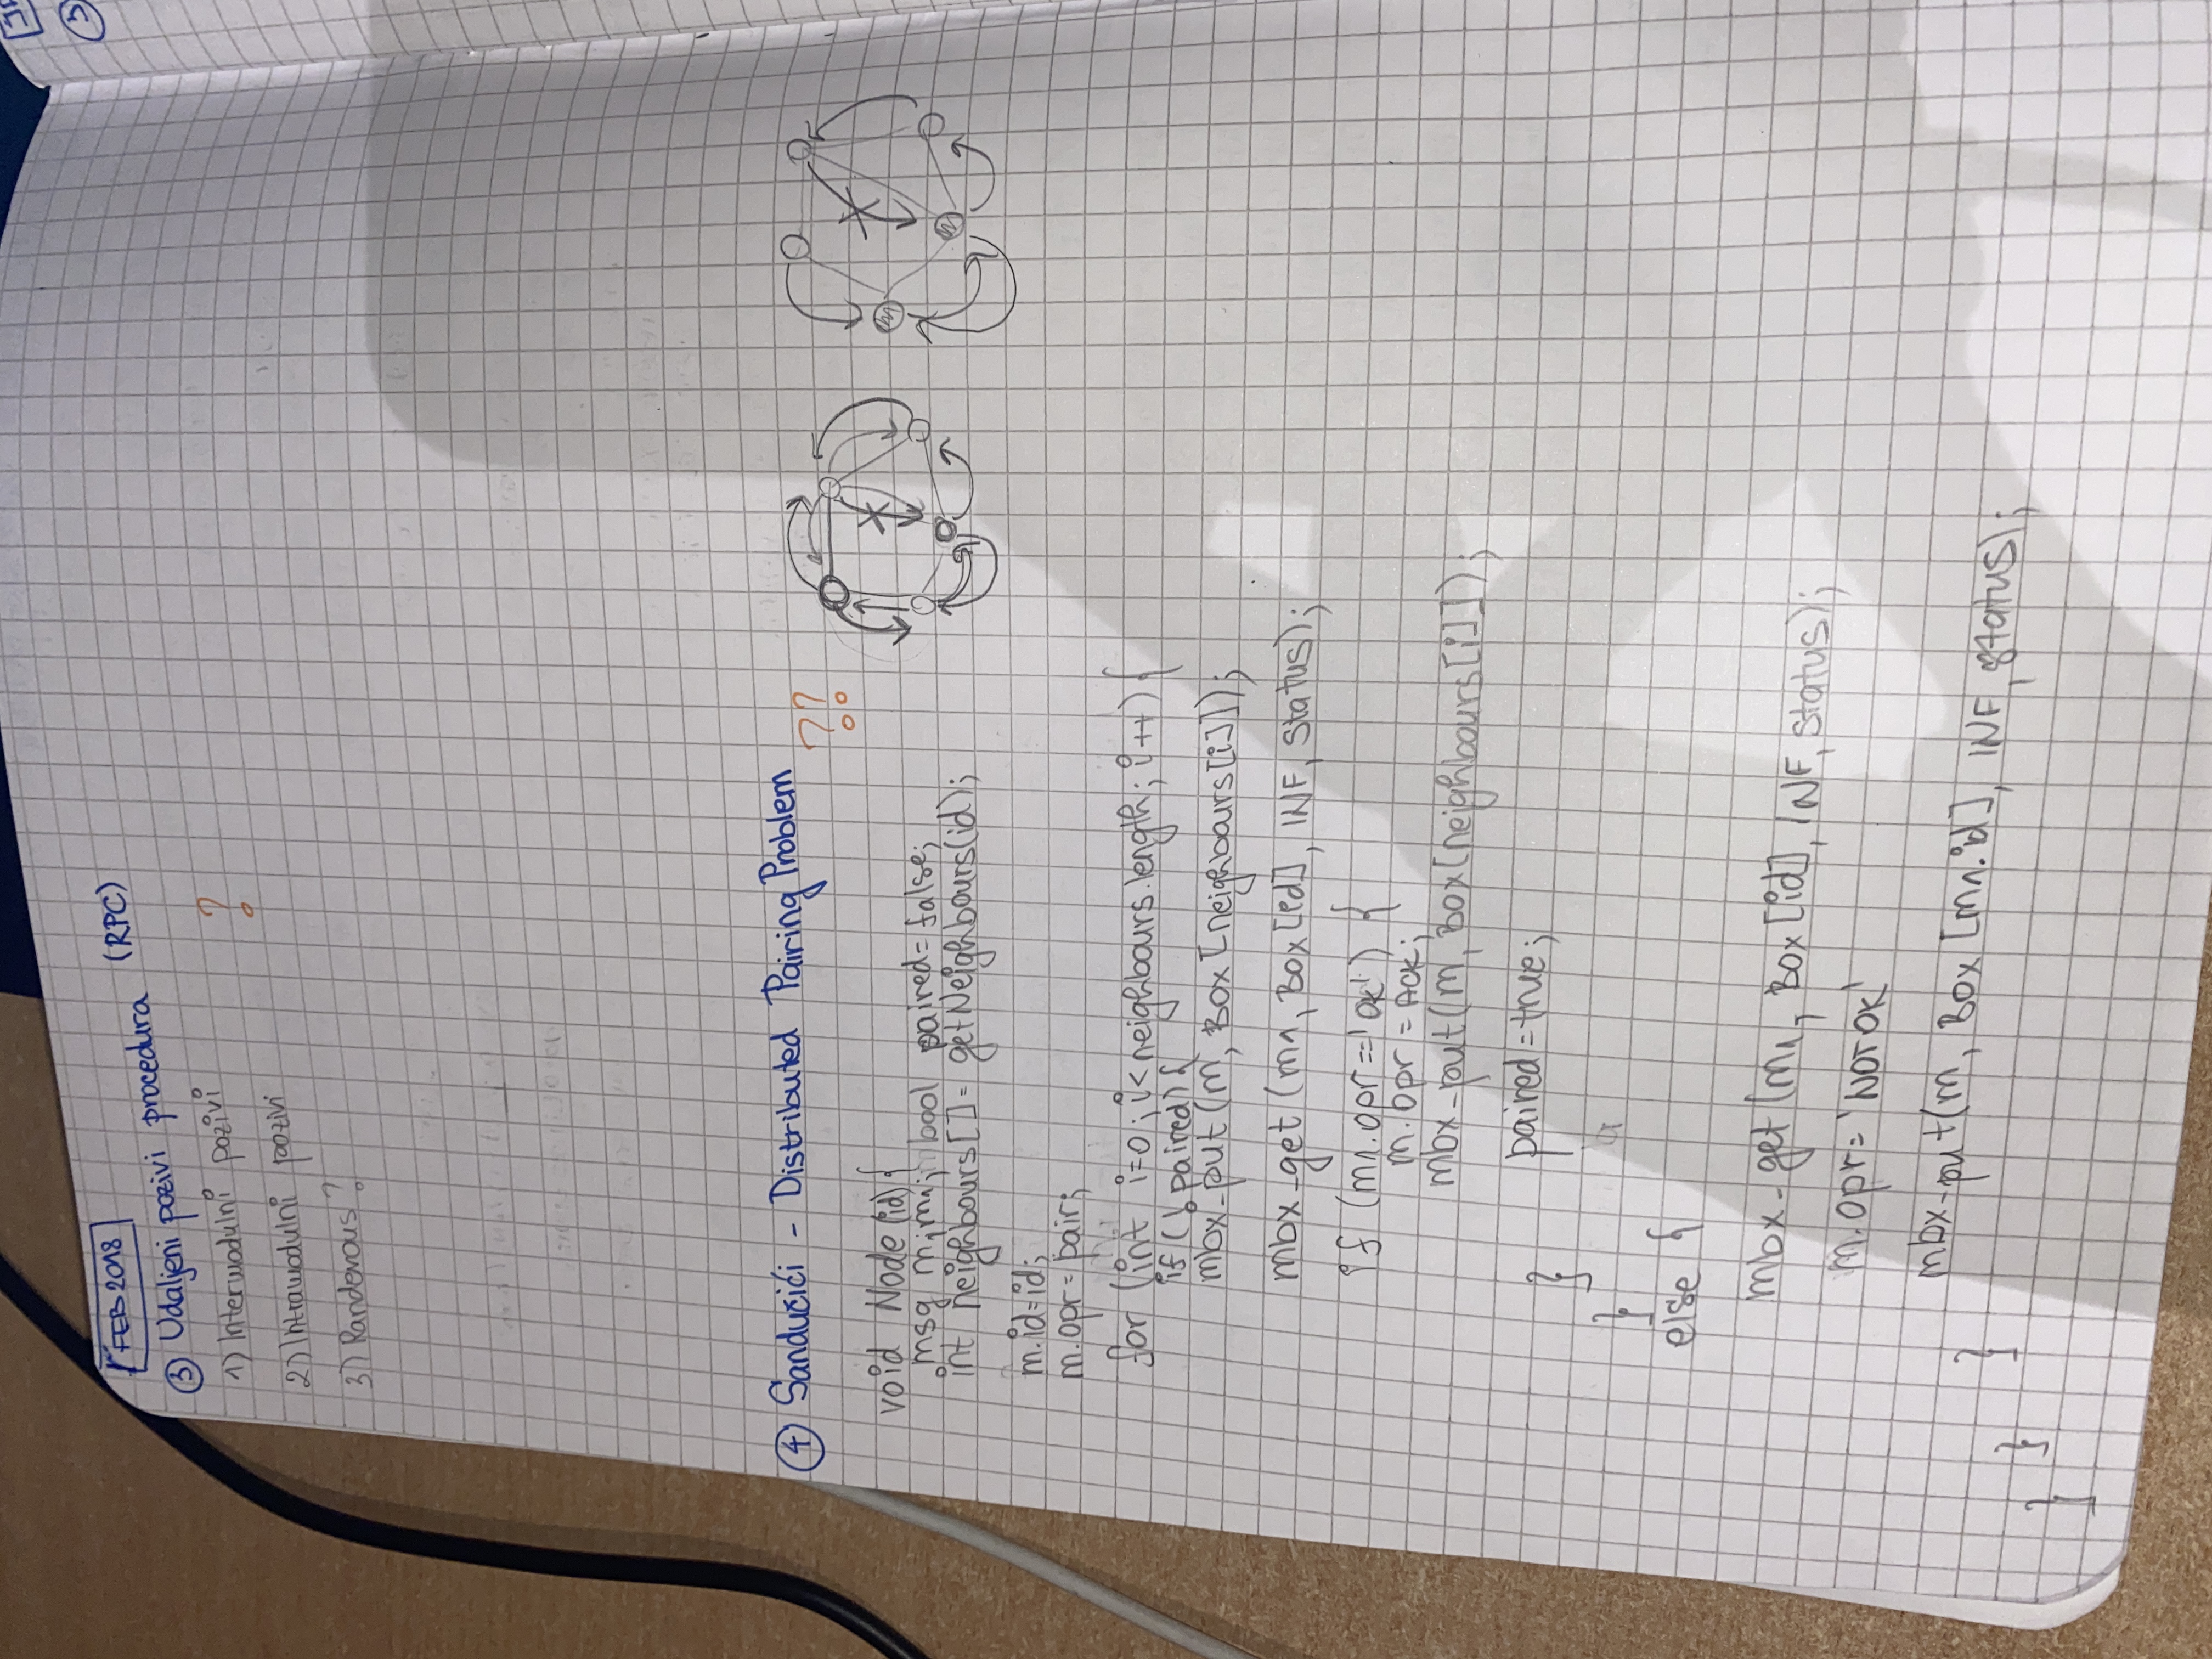 FEB 2018
③ Udaljeni pozivi procedura (RPC)
1) Intermodulni pozivi ?
2) Intramodulni pozivi
3) Randevous?
④ Sandučići - Distributed Pairing Problem ??
void Node (id){
msg m, m1; bool paired = false;
int neighbours[] = getNeighbours(id);
m.id=id;
m.opr = pair;
for (int i=0; i<neighbours.length; i++){
if (!paired){
mbx_put (m, Box[neighbours[i]]);
mbx_get (m1, Box[id], INF, status);
if (m1.opr == 'OK') {
m.opr = Ack;
mbx_put(m, Box[neighbours[i]]);
paired = true;
}
}
else {
mbx_get (m1, Box[id], INF, status);
m.opr = 'NOTOK'
mbx_put(m, Box[m1.id], INF, status);
}
}
}